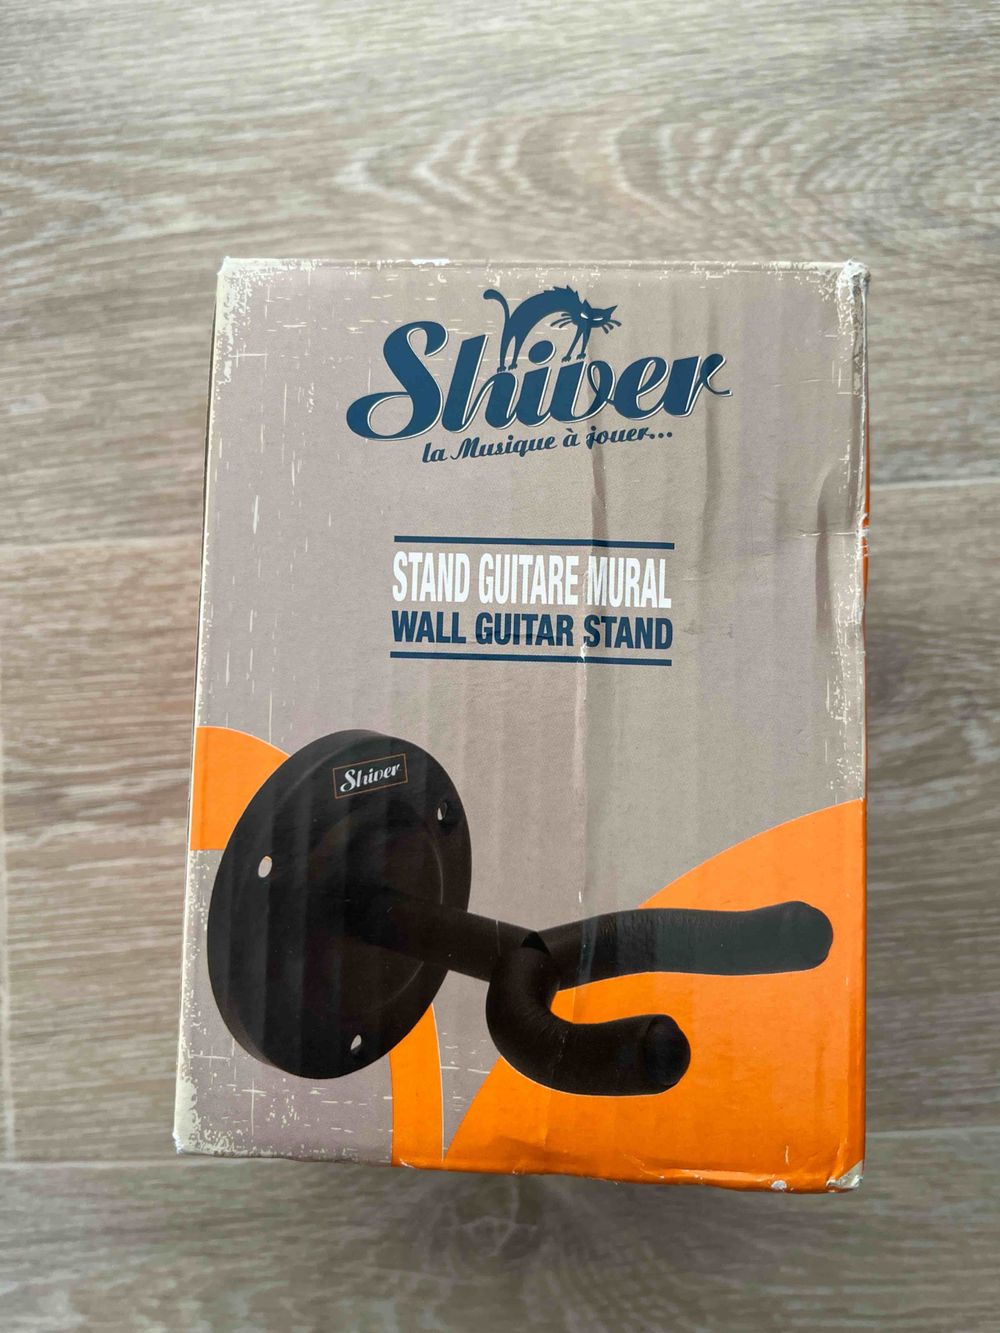 Shiver
la Musique à jouer...
STAND GUITARE MURAL
WALL GUITAR STAND
Shiver